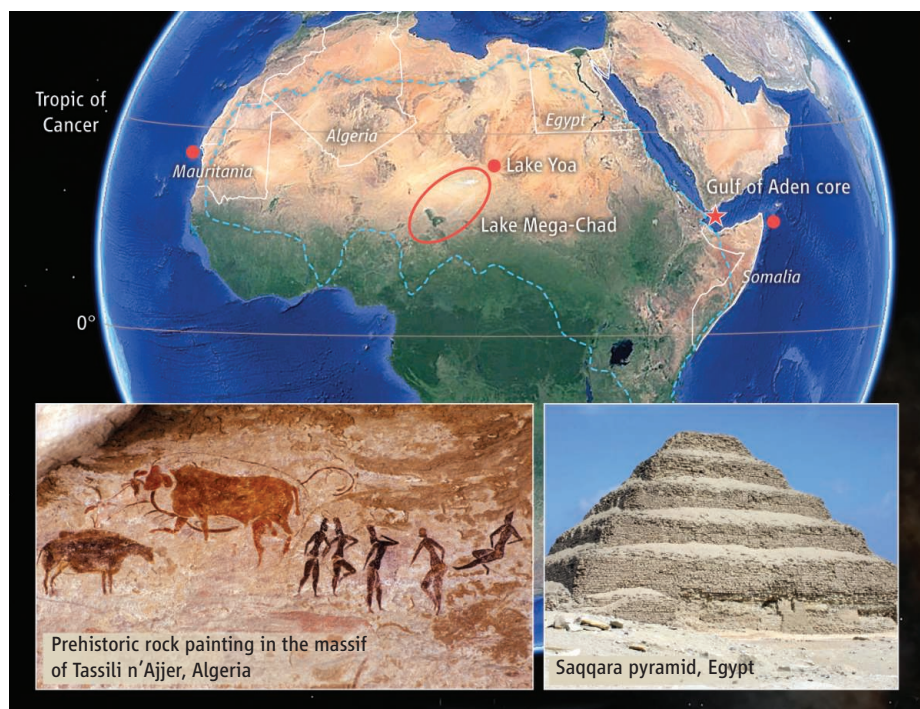 Tropic of
Cancer
Algeria
Egypt
Mauritania
Lake Yoa
Gulf of Aden core
Lake Mega-Chad
Somalia
0°
Prehistoric rock painting in the massif
of Tassili n’Ajjer, Algeria
Saqqara pyramid, Egypt